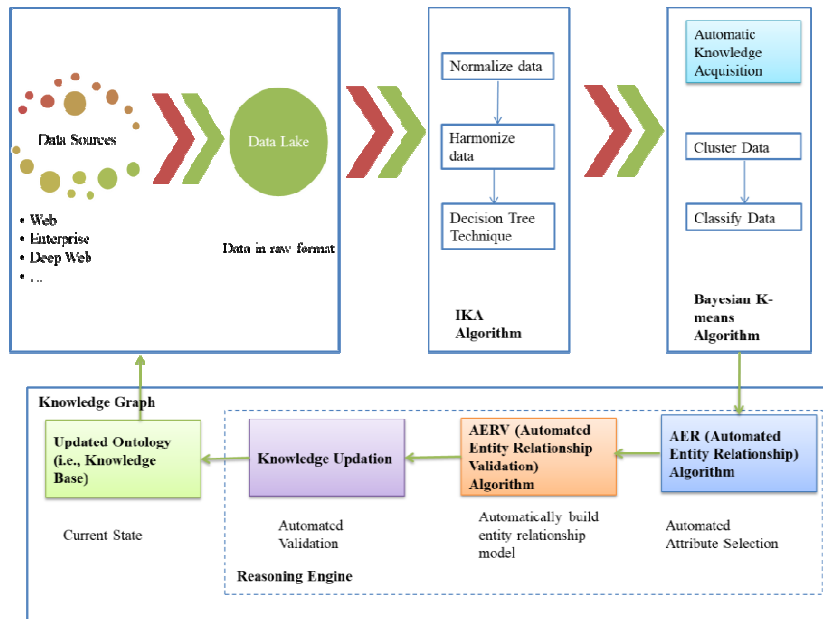 Data Sources
• Web
• Enterprise
• Deep Web
• ...
Data Lake
Data in raw format
Normalize data
Harmonize
data
Decision Tree
Technique
IKA
Algorithm
Automatic
Knowledge
Acquisition
Cluster Data
Classify Data
Bayesian K-
means
Algorithm
Knowledge Graph
Updated Ontology
(i.e., Knowledge
Base)
Current State
Knowledge Updation
Automated
Validation
AERV (Automated
Entity Relationship
Validation)
Algorithm
Automatically build
entity relationship
model
AER (Automated
Entity Relationship)
Algorithm
Automated
Attribute Selection
Reasoning Engine